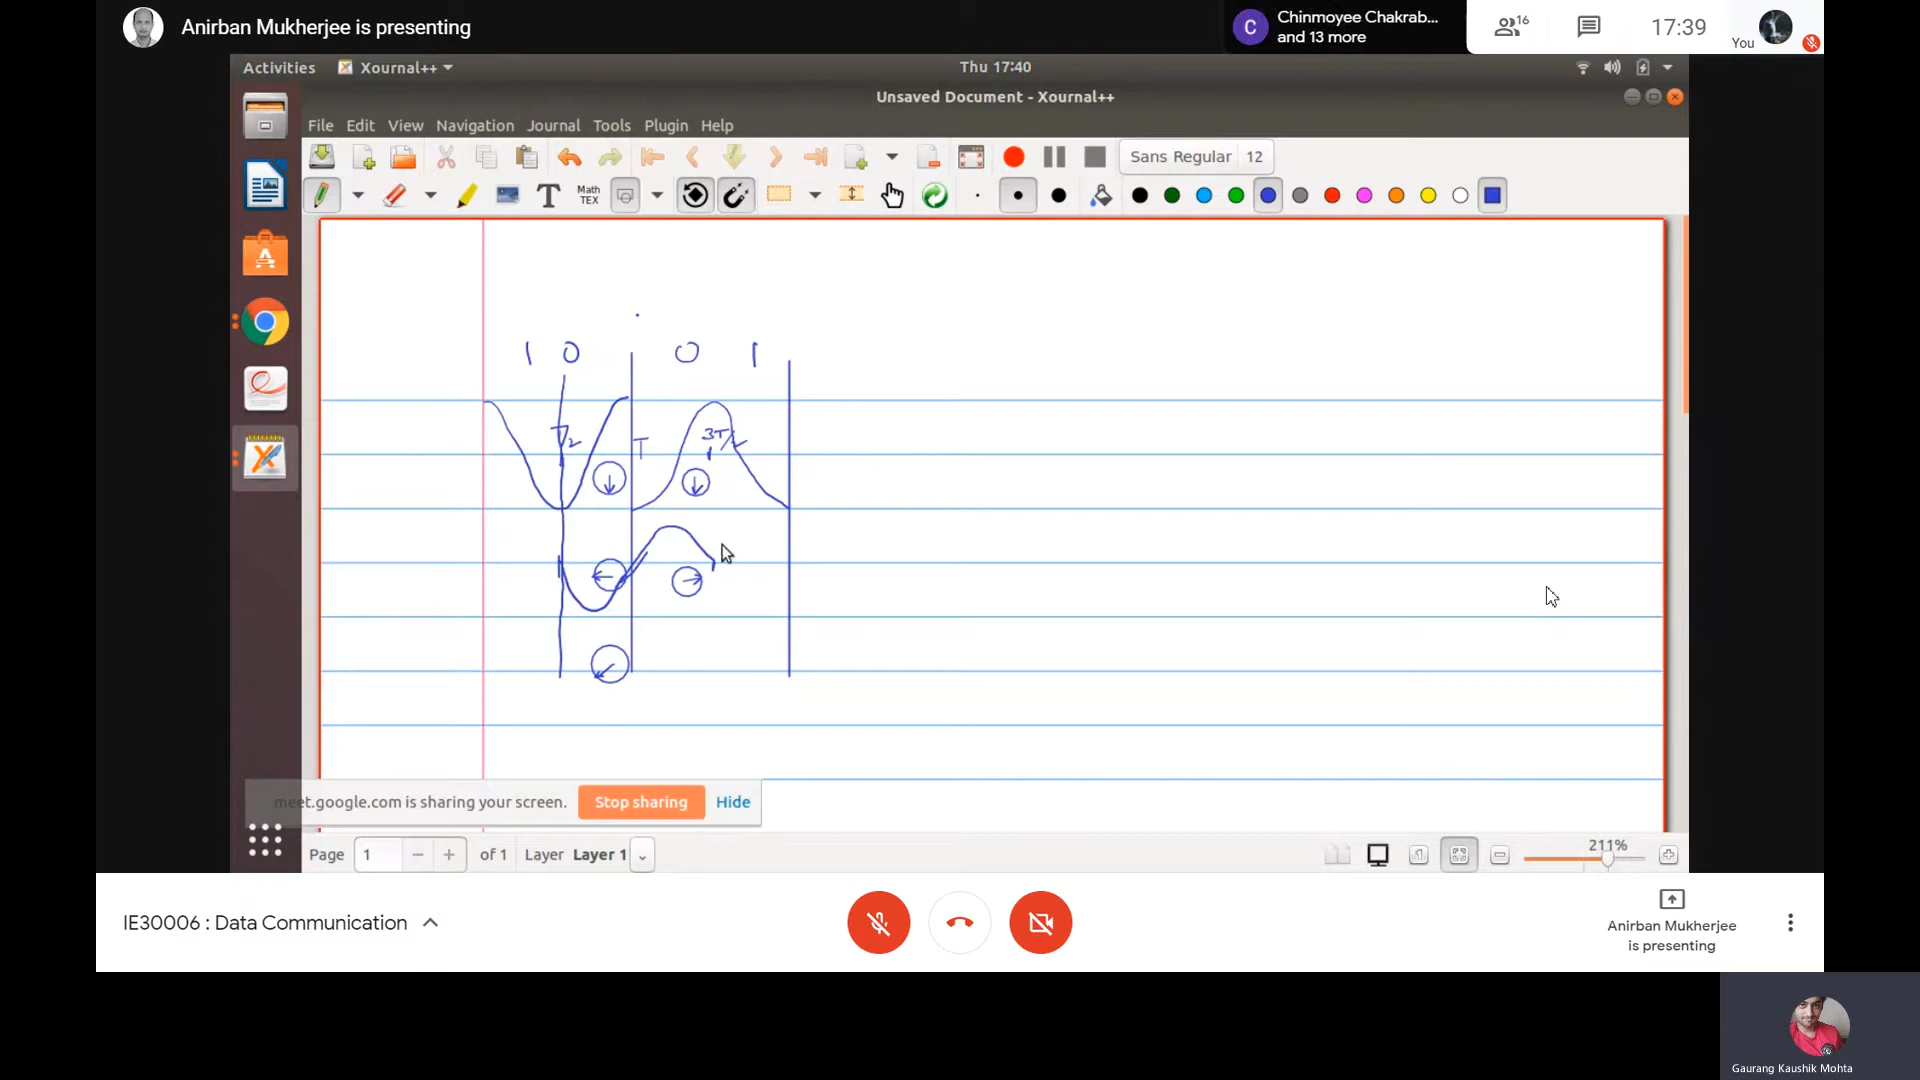 Anirban Mukherjee is presenting
C
Chinmoyee Chakrab...
and 13 more
16
17:39
You
Activities
Xournal++
Thu 17:40
Unsaved Document - Xournal++
File Edit View Navigation Journal Tools Plugin Help
Sans Regular 12
T
Math
TEX
1 0 0 1
T/2
T
3T/2
meet.google.com is sharing your screen.
Stop sharing
Hide
Page 1 of 1 Layer Layer 1
211%
IE30006 : Data Communication
Anirban Mukherjee
is presenting
Gaurang Kaushik Mohta